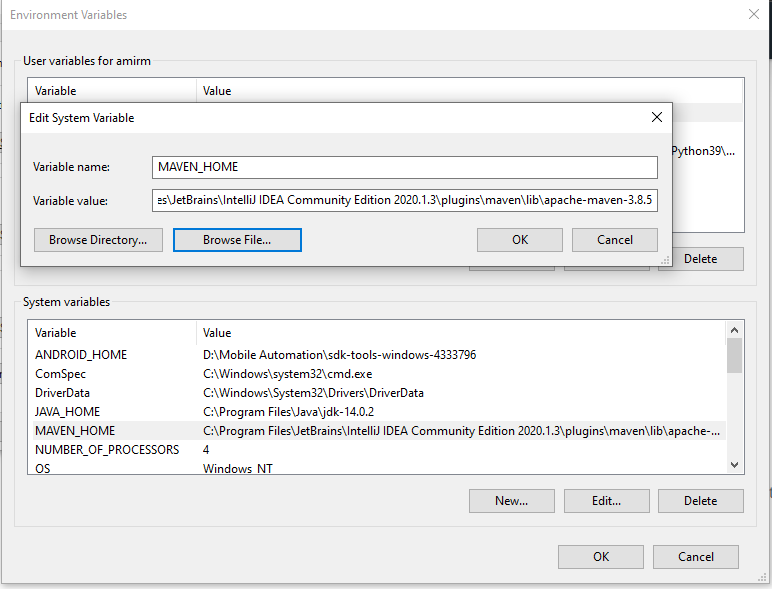 Environment Variables
User variables for amirm
Variable Value
Edit System Variable
Variable name: MAVEN_HOME
Python39\...
Variable value: es\JetBrains\IntelliJ IDEA Community Edition 2020.1.3\plugins\maven\lib\apache-maven-3.8.5
Browse Directory... Browse File... OK Cancel
Delete
System variables
Variable Value
ANDROID_HOME D:\Mobile Automation\sdk-tools-windows-4333796
ComSpec C:\Windows\system32\cmd.exe
DriverData C:\Windows\System32\Drivers\DriverData
JAVA_HOME C:\Program Files\Java\jdk-14.0.2
MAVEN_HOME C:\Program Files\JetBrains\IntelliJ IDEA Community Edition 2020.1.3\plugins\maven\lib\apache-...
NUMBER_OF_PROCESSORS 4
OS Windows_NT
New... Edit... Delete
OK Cancel